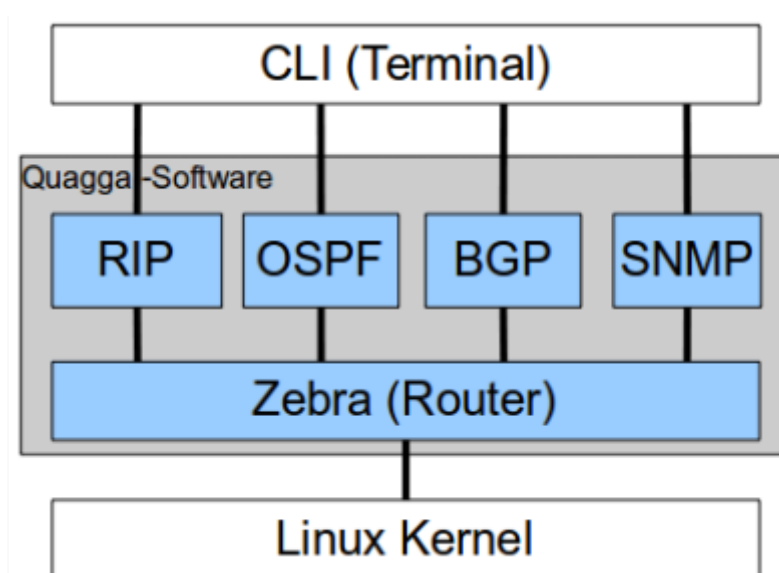 CLI (Terminal)
Quagga -Software
RIP OSPF BGP SNMP
Zebra (Router)
Linux Kernel